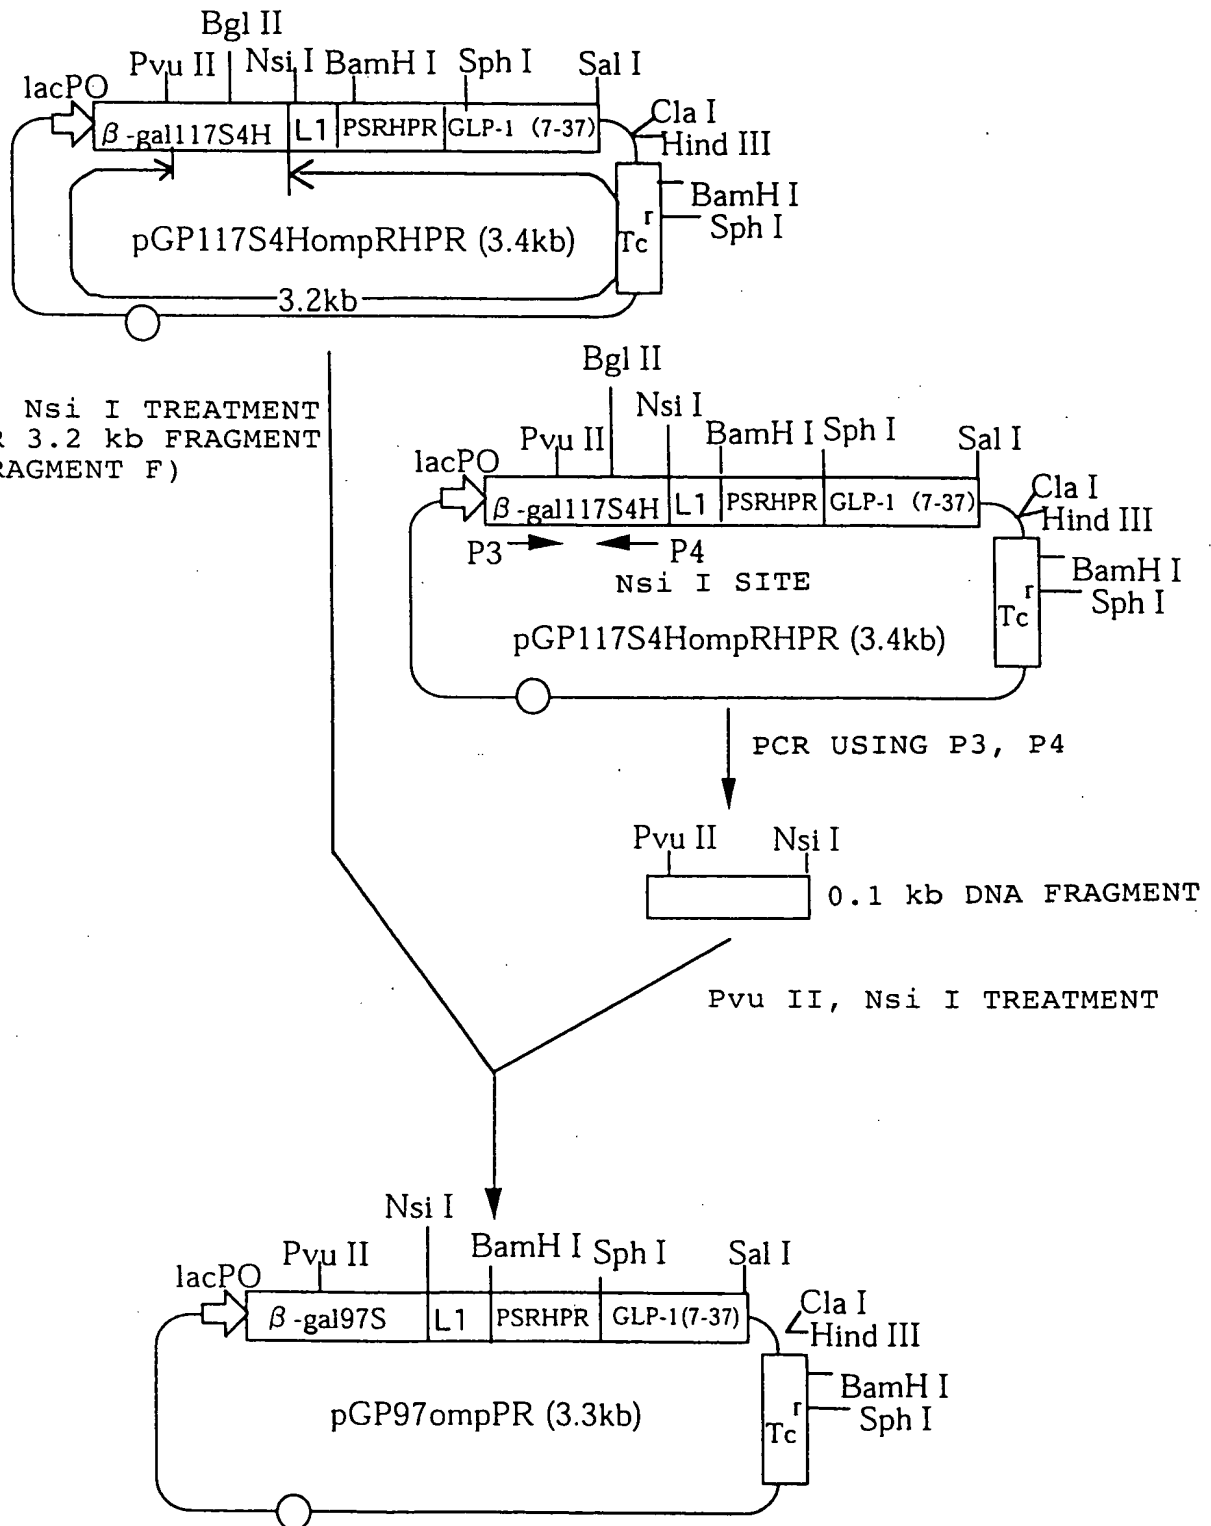 Bgl II
Pvu II Nsi I BamH I Sph I Sal I
lacPO
β-gal117S4H L1 PSRHPR GLP-1 (7-37)
Cla I
Hind III
BamH I
Sph I
Tc r
pGP117S4HompRHPR (3.4kb)
3.2kb
Nsi I TREATMENT
R 3.2 kb FRAGMENT
RAGMENT F)
Bgl II
Nsi I
Pvu II BamH I Sph I Sal I
lacPO
β-gal117S4H L1 PSRHPR GLP-1 (7-37)
Cla I
Hind III
P3 P4
Nsi I SITE
BamH I
Sph I
Tc r
pGP117S4HompRHPR (3.4kb)
PCR USING P3, P4
Pvu II Nsi I
0.1 kb DNA FRAGMENT
Pvu II, Nsi I TREATMENT
Nsi I
Pvu II BamH I Sph I Sal I
lacPO
β-gal97S L1 PSRHPR GLP-1(7-37)
Cla I
Hind III
BamH I
Sph I
Tc r
pGP97ompPR (3.3kb)